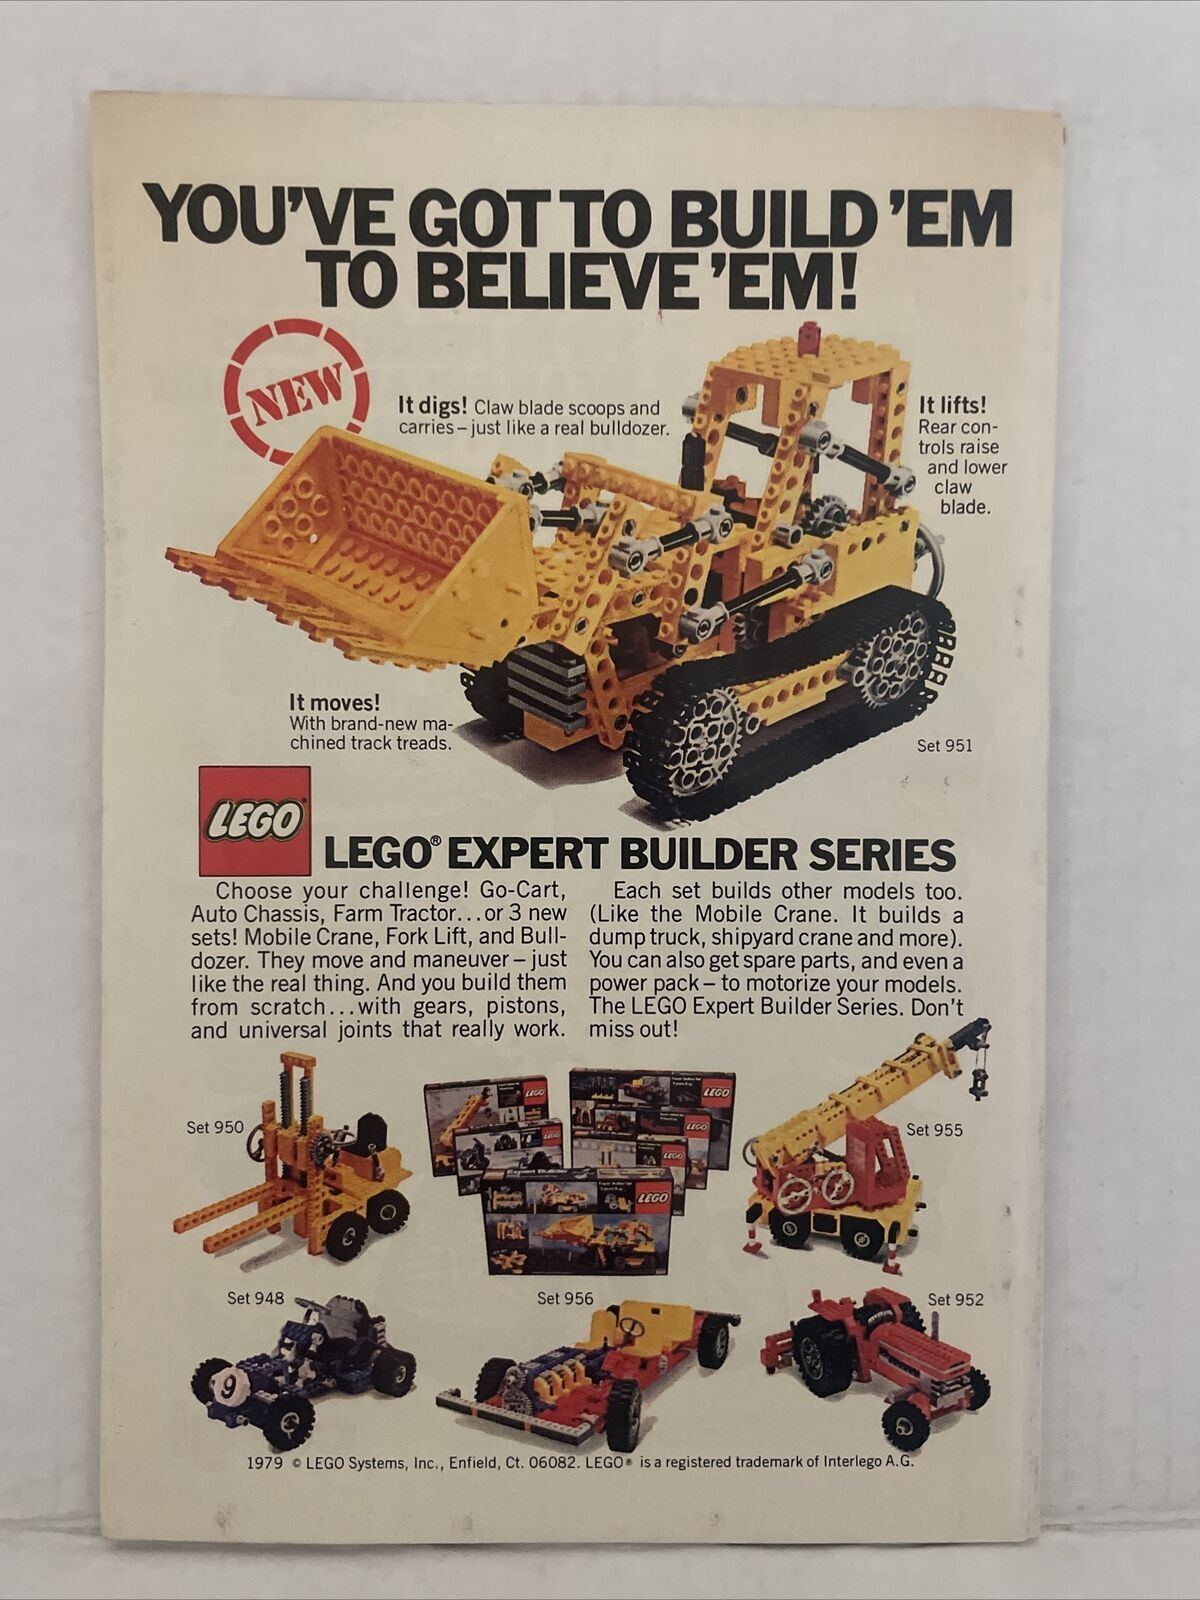 YOU'VE GOT TO BUILD 'EM
TO BELIEVE 'EM!
NEW
It digs! Claw blade scoops and
carries – just like a real bulldozer.
It lifts!
Rear con-
trols raise
and lower
claw
blade.
It moves!
With brand-new ma-
chined track treads.
Set 951
LEGO
LEGO® EXPERT BUILDER SERIES
Choose your challenge! Go-Cart,
Auto Chassis, Farm Tractor...or 3 new
sets! Mobile Crane, Fork Lift, and Bull-
dozer. They move and maneuver – just
like the real thing. And you build them
from scratch...with gears, pistons,
and universal joints that really work.
Each set builds other models too.
(Like the Mobile Crane. It builds a
dump truck, shipyard crane and more).
You can also get spare parts, and even a
power pack – to motorize your models.
The LEGO Expert Builder Series. Don't
miss out!
Set 950
LEGO
LEGO
LEGO
LEGO
Expert Builder
LEGO
Set 955
Set 948
9
Set 956
Set 952
1979 © LEGO Systems, Inc., Enfield, Ct. 06082. LEGO® is a registered trademark of Interlego A.G.